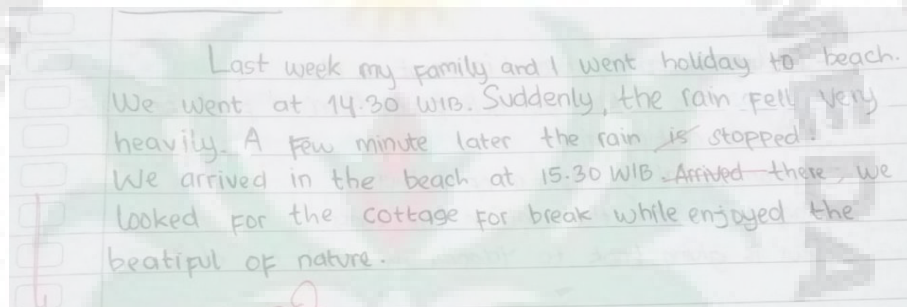 Last week my family and I went holiday to beach.
We went at 14.30 WIB. Suddenly, the rain fell very
heavily. A few minute later the rain is stopped.
We arrived in the beach at 15.30 WIB. Arrived there, we
looked for the cottage for break while enjoyed the
beatiful of nature.